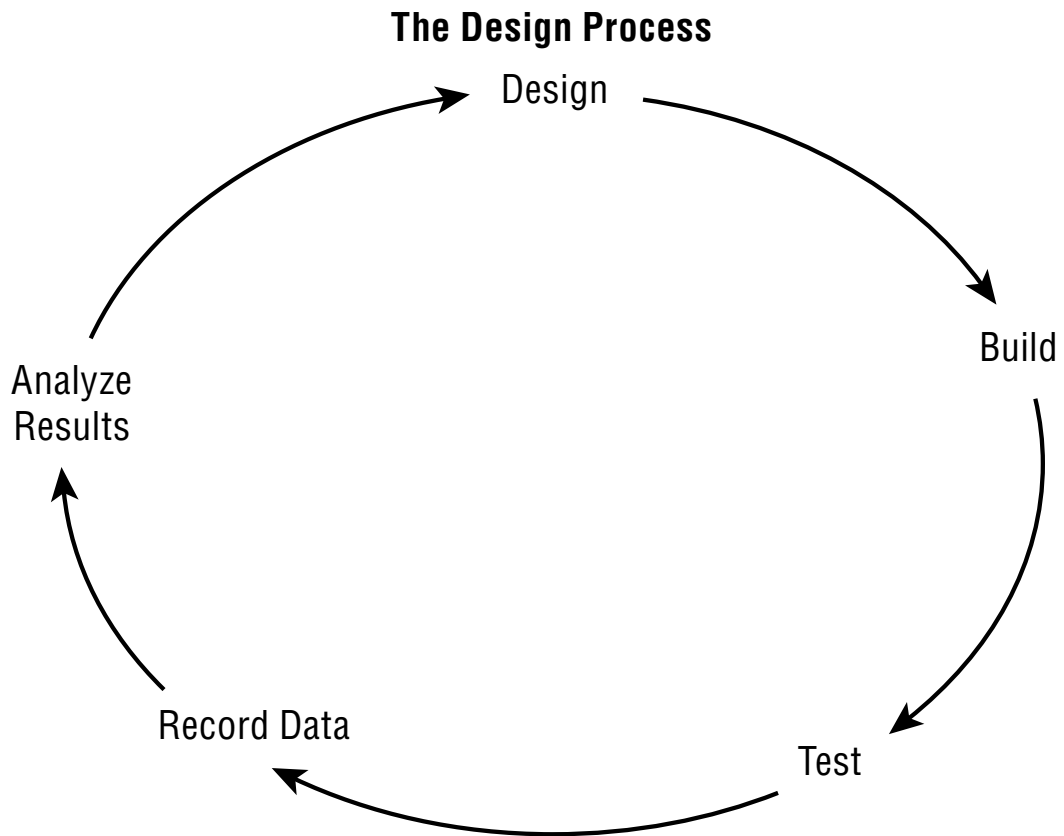 The Design Process
Design
Build
Test
Record Data
Analyze
Results